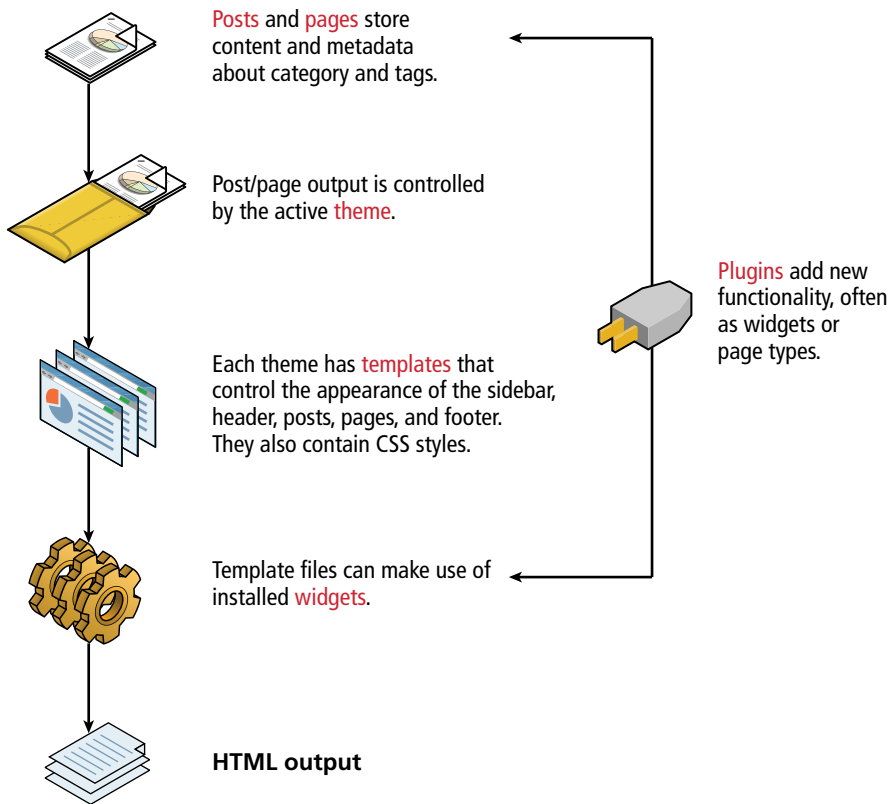 Posts and pages store
content and metadata
about category and tags.
Post/page output is controlled
by the active theme.
Plugins add new
functionality, often
as widgets or
page types.
Each theme has templates that
control the appearance of the sidebar,
header, posts, pages, and footer.
They also contain CSS styles.
Template files can make use of
installed widgets.
HTML output